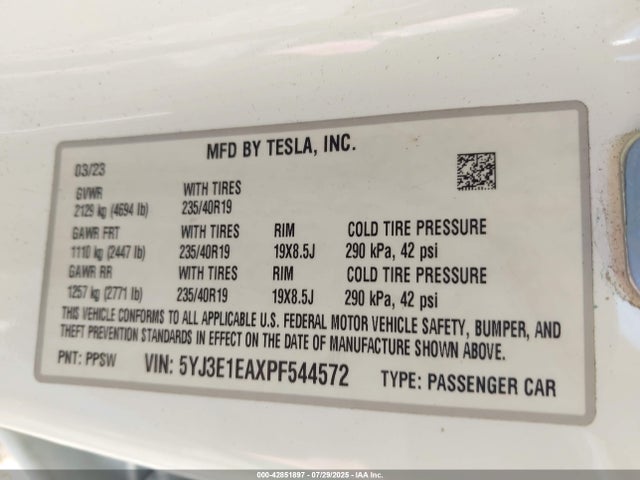 MFD BY TESLA, INC.
03/23
GVWR WITH TIRES
2129 kg (4694 lb) 235/40R19
GAWR FRT WITH TIRES RIM COLD TIRE PRESSURE
1110 kg (2447 lb) 235/40R19 19X8.5J 290 kPa, 42 psi
GAWR RR WITH TIRES RIM COLD TIRE PRESSURE
1257 kg (2771 lb) 235/40R19 19X8.5J 290 kPa, 42 psi
THIS VEHICLE CONFORMS TO ALL APPLICABLE U.S. FEDERAL MOTOR VEHICLE SAFETY, BUMPER, AND
THEFT PREVENTION STANDARDS IN EFFECT ON THE DATE OF MANUFACTURE SHOWN ABOVE.
PNT: PPSW VIN: 5YJ3E1EAXPF544572 TYPE: PASSENGER CAR
000-42851897 - 07/29/2025 - IAA Inc.